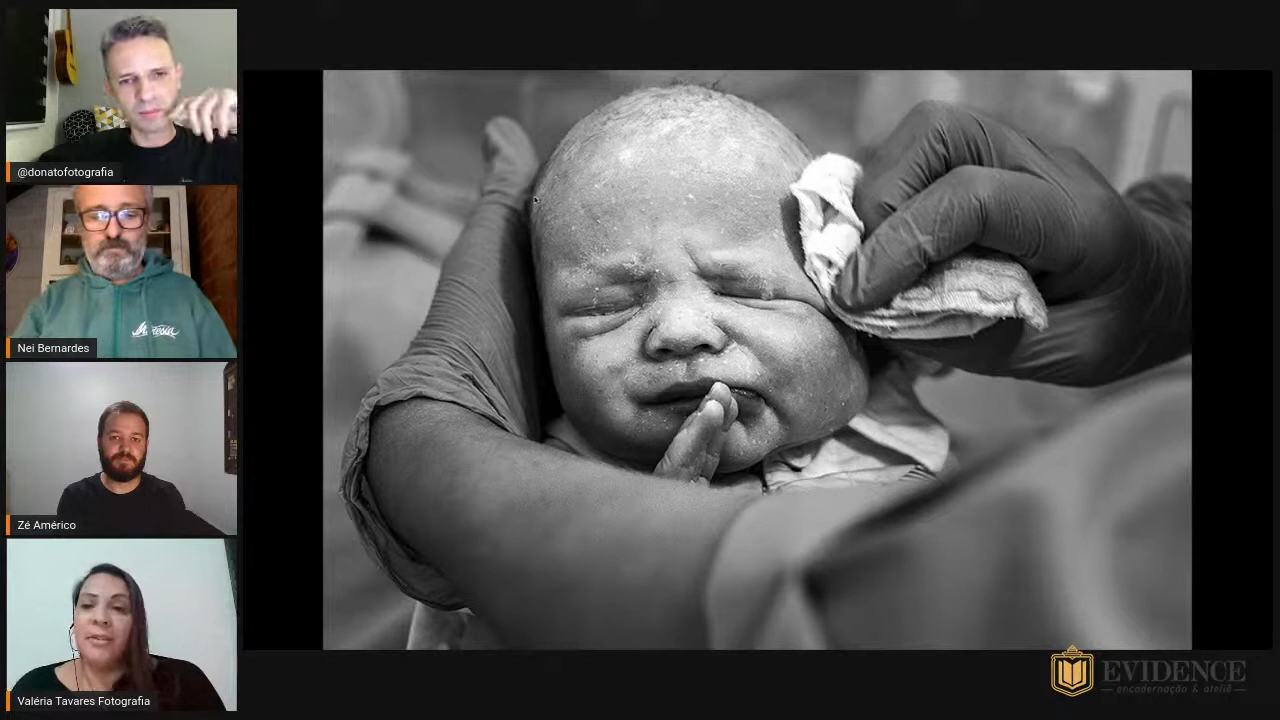 @donatofotografia
Nei Bernardes
Zé Américo
Valéria Tavares Fotografia
EVIDENCE
encadernação & ateliê